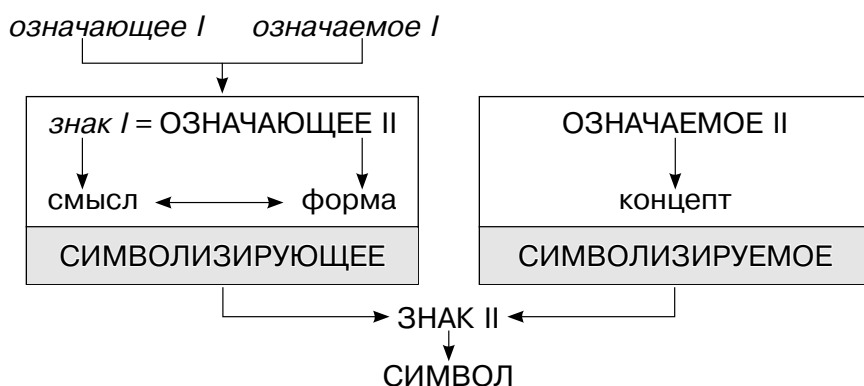 означающее I означаемое I
знак I = ОЗНАЧАЮЩЕЕ II ОЗНАЧАЕМОЕ II
смысл форма концепт
СИМВОЛИЗИРУЮЩЕЕ СИМВОЛИЗИРУЕМОЕ
ЗНАК II
СИМВОЛ